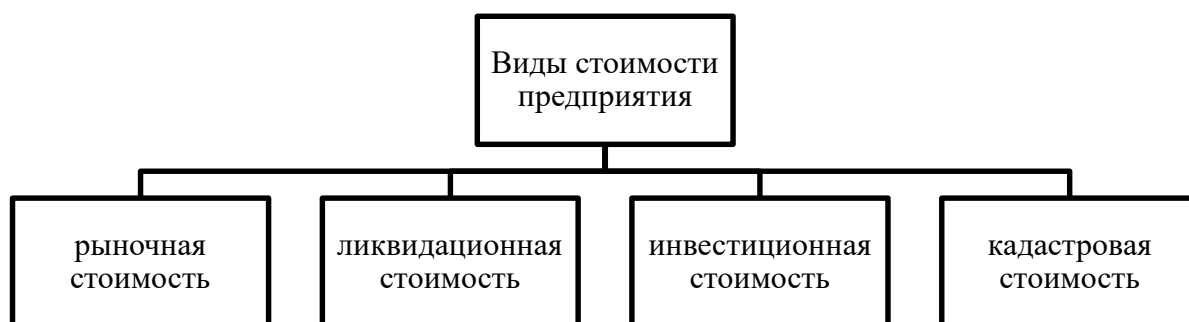 Виды стоимости
предприятия
рыночная
стоимость
ликвидационная
стоимость
инвестиционная
стоимость
кадастровая
стоимость